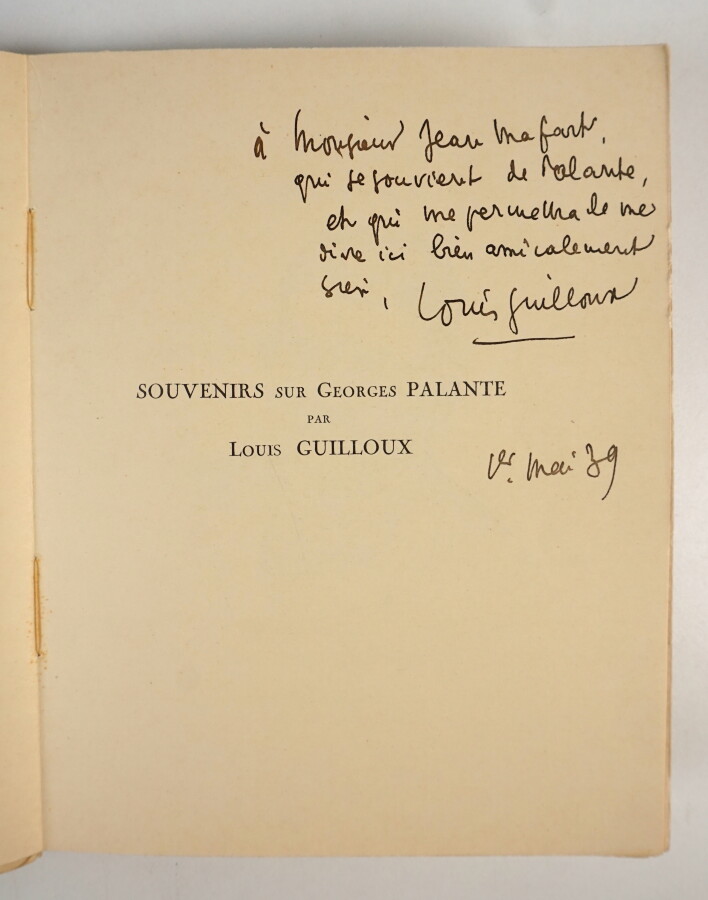 à Monsieur Jean Mafart,
qui se souvient de Palante,
et qui me permettra de me
dire ici bien amicalement
sien, Louis Guilloux
SOUVENIRS SUR GEORGES PALANTE
PAR
LOUIS GUILLOUX
1er. Mai 39